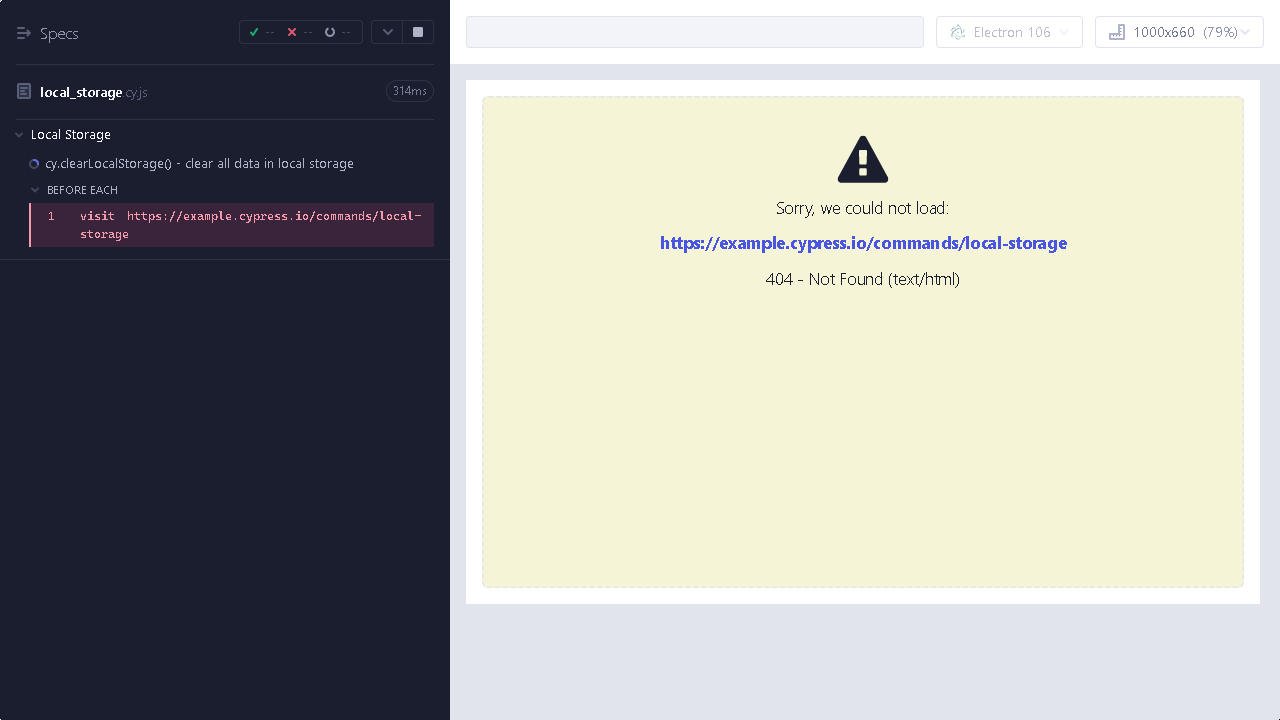 Specs
-- -- --
local_storage.cy.js 314ms
Local Storage
cy.clearLocalStorage() - clear all data in local storage
BEFORE EACH
1 visit https://example.cypress.io/commands/local-
storage
Electron 106
1000x660 (79%)
Sorry, we could not load:
https://example.cypress.io/commands/local-storage
404 - Not Found (text/html)